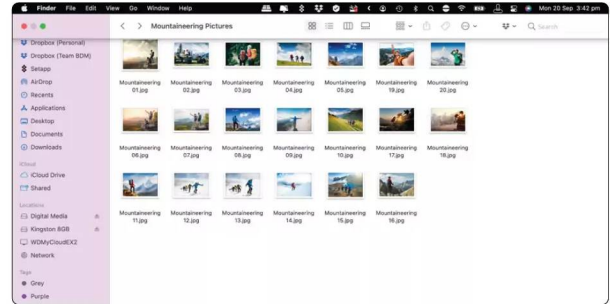 Finder File Edit View Go Window Help Mon 20 Sep 3:42 pm
Mountaineering Pictures Search
Dropbox (Personal)
Dropbox (Team BDM)
Setapp
AirDrop
Recents
Applications
Desktop
Documents
Downloads
iCloud
iCloud Drive
Shared
Locations
Digital Media
Kingston 8GB
WDMyCloudEX2
Network
Tags
Grey
Purple
Mountaineering Mountaineering Mountaineering Mountaineering Mountaineering Mountaineering Mountaineering
01.jpg 02.jpg 03.jpg 04.jpg 05.jpg 19.jpg 20.jpg
Mountaineering Mountaineering Mountaineering Mountaineering Mountaineering Mountaineering Mountaineering
06.jpg 07.jpg 08.jpg 09.jpg 10.jpg 17.jpg 18.jpg
Mountaineering Mountaineering Mountaineering Mountaineering Mountaineering Mountaineering
11.jpg 12.jpg 13.jpg 14.jpg 15.jpg 16.jpg